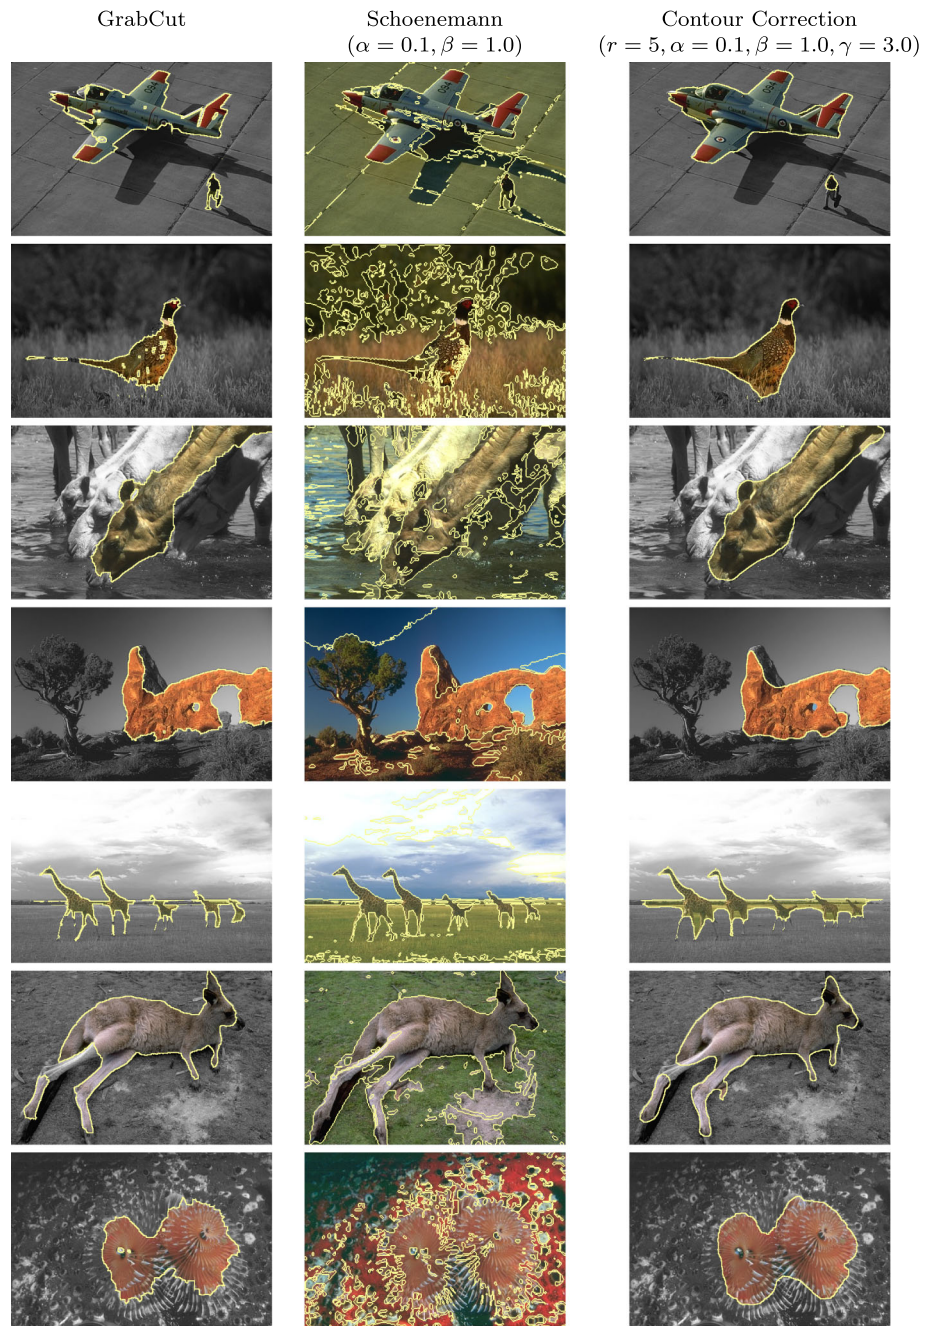 GrabCut
Schoenemann
(α = 0.1, β = 1.0)
Contour Correction
(r = 5, α = 0.1, β = 1.0, γ = 3.0)